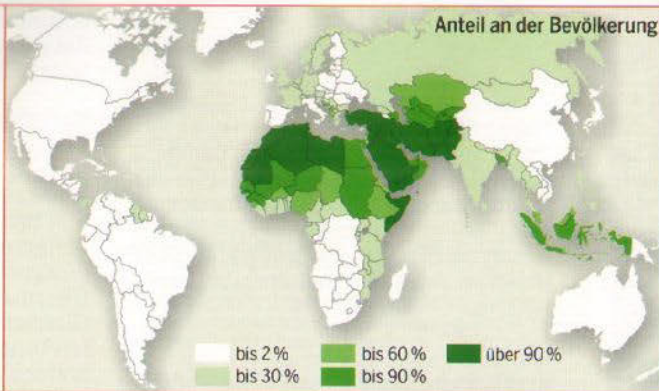 Anteil an der Bevölkerung
bis 2 %
bis 60 %
über 90 %
bis 30 %
bis 90 %